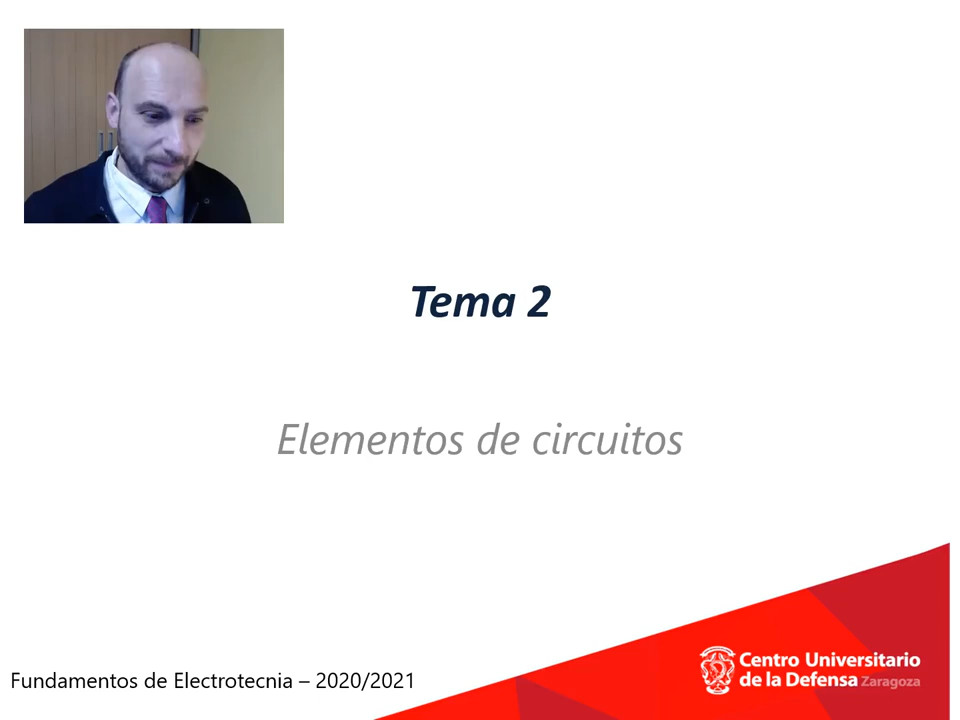 Tema 2
Elementos de circuitos
Fundamentos de Electrotecnia – 2020/2021
Centro Universitario
de la Defensa Zaragoza